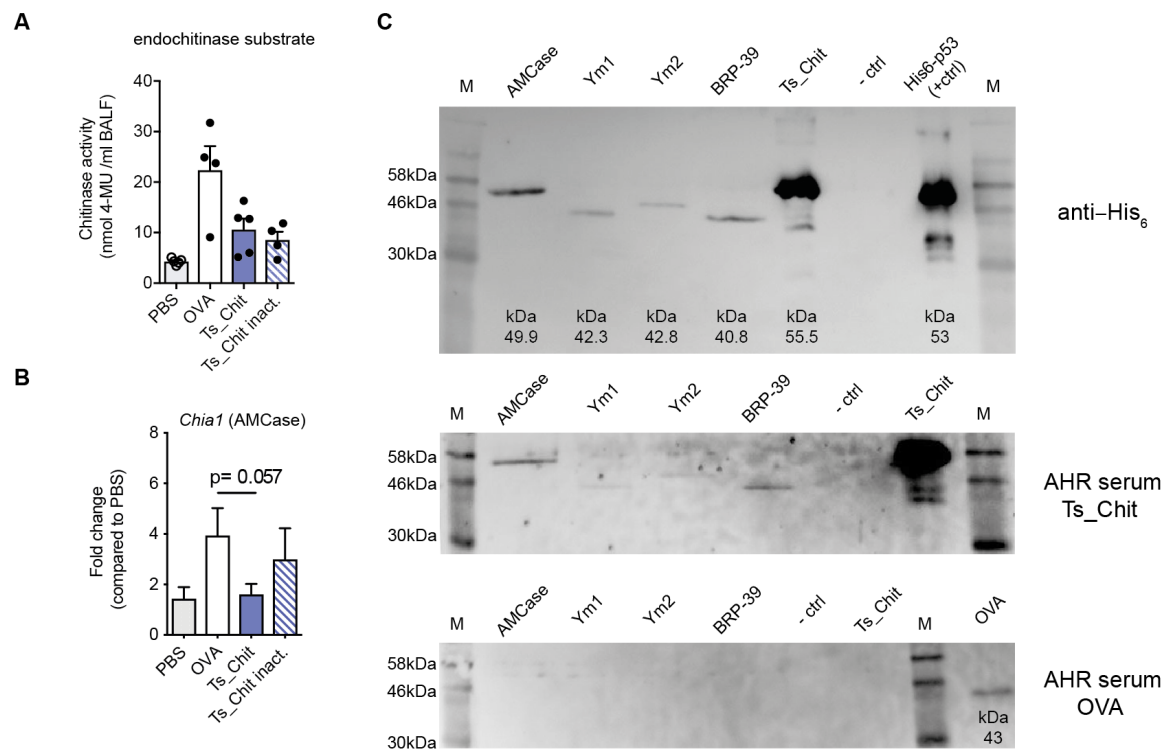 A
endochitinase substrate
Chitinase activity
(nmol 4-MU /ml BALF)
40
30
20
10
0
PBS
OVA
Ts_Chit
Ts_Chit inact.
B
Chia1 (AMCase)
Fold change
(compared to PBS)
8
6
4
2
0
p= 0.057
PBS
OVA
Ts_Chit
Ts_Chit inact.
C
M
AMCase
Ym1
Ym2
BRP-39
Ts_Chit
- ctrl
His6-p53
(+ctrl)
M
58kDa
46kDa
30kDa
kDa kDa kDa kDa kDa kDa
49.9 42.3 42.8 40.8 55.5 53
anti–His6
M
AMCase
Ym1
Ym2
BRP-39
- ctrl
Ts_Chit
M
58kDa
46kDa
30kDa
AHR serum
Ts_Chit
M
AMCase
Ym1
Ym2
BRP-39
- ctrl
Ts_Chit
M
OVA
58kDa
46kDa
30kDa
kDa
43
AHR serum
OVA